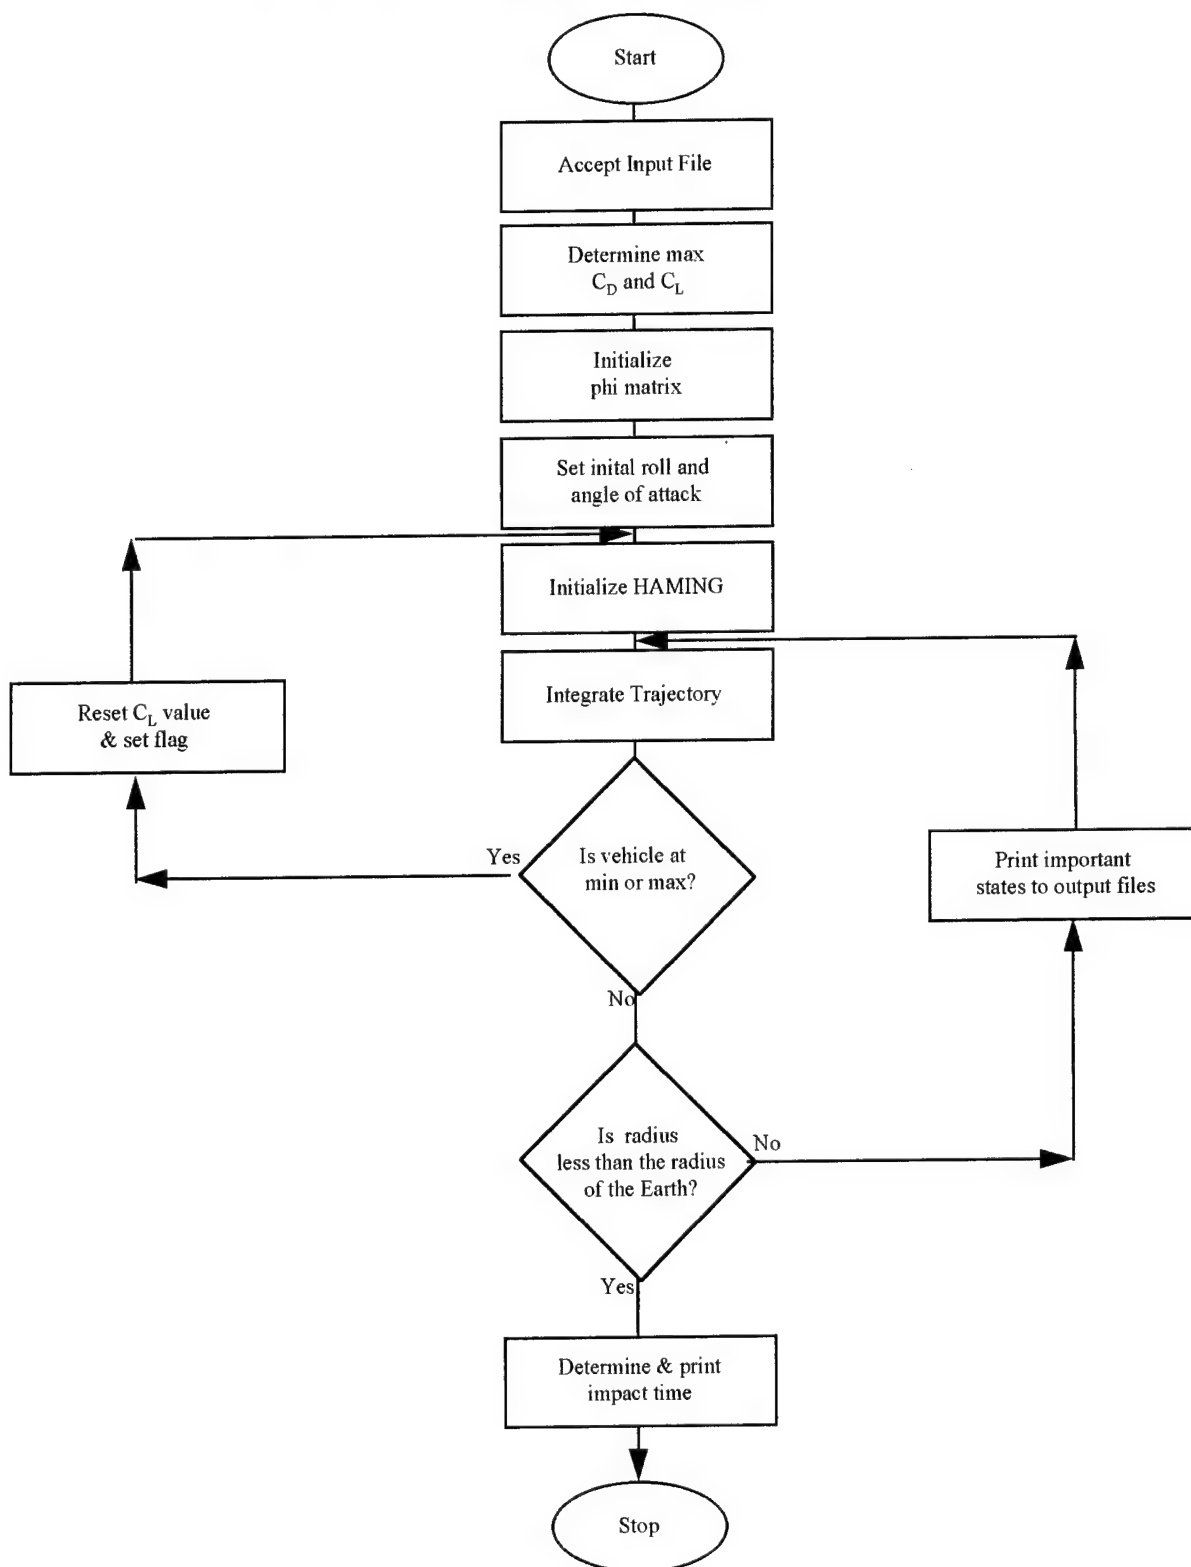 Start
Accept Input File
Determine max
C_D and C_L
Initialize
phi matrix
Set inital roll and
angle of attack
Initialize HAMING
Integrate Trajectory
Reset C_L value
& set flag
Yes
Is vehicle at
min or max?
Print important
states to output files
No
Is radius
less than the radius
of the Earth?
No
Yes
Determine & print
impact time
Stop